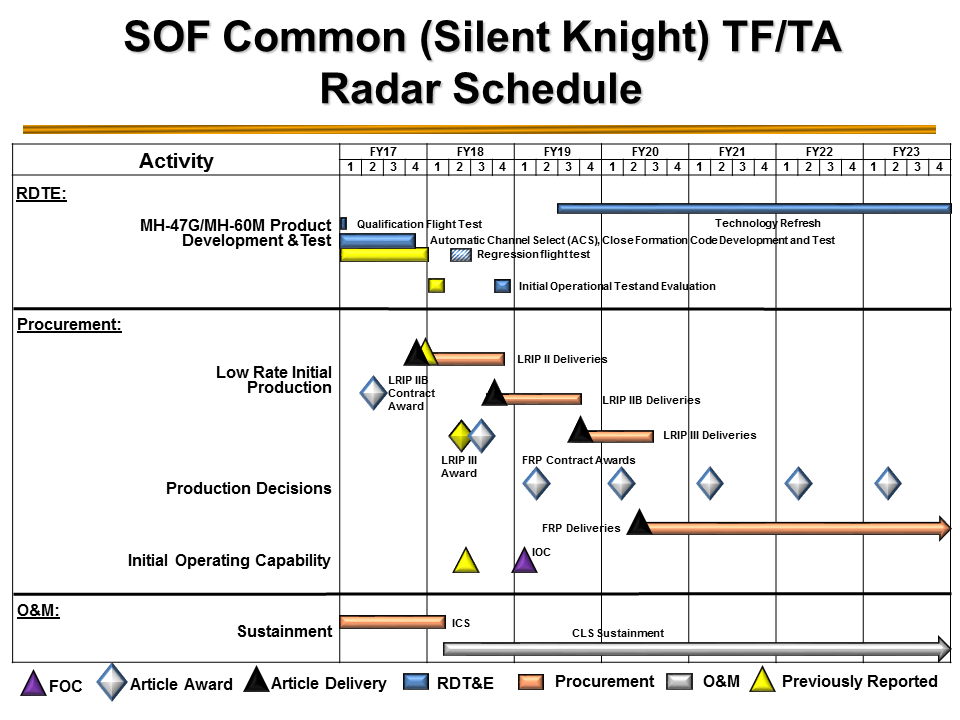 SOF Common (Silent Knight) TF/TA
Radar Schedule
Activity
FY17 FY18 FY19 FY20 FY21 FY22 FY23
1 2 3 4 1 2 3 4 1 2 3 4 1 2 3 4 1 2 3 4 1 2 3 4 1 2 3 4
RDTE:
MH-47G/MH-60M Product
Development &Test
Qualification Flight Test
Technology Refresh
Automatic Channel Select (ACS), Close Formation Code Development and Test
Regression flight test
Initial Operational Test and Evaluation
Procurement:
Low Rate Initial
Production
LRIP II Deliveries
LRIP IIB
Contract
Award
LRIP IIB Deliveries
LRIP III Deliveries
LRIP III
Award
FRP Contract Awards
Production Decisions
FRP Deliveries
Initial Operating Capability
IOC
O&M:
Sustainment
ICS
CLS Sustainment
FOC
Article Award
Article Delivery
RDT&E
Procurement
O&M
Previously Reported